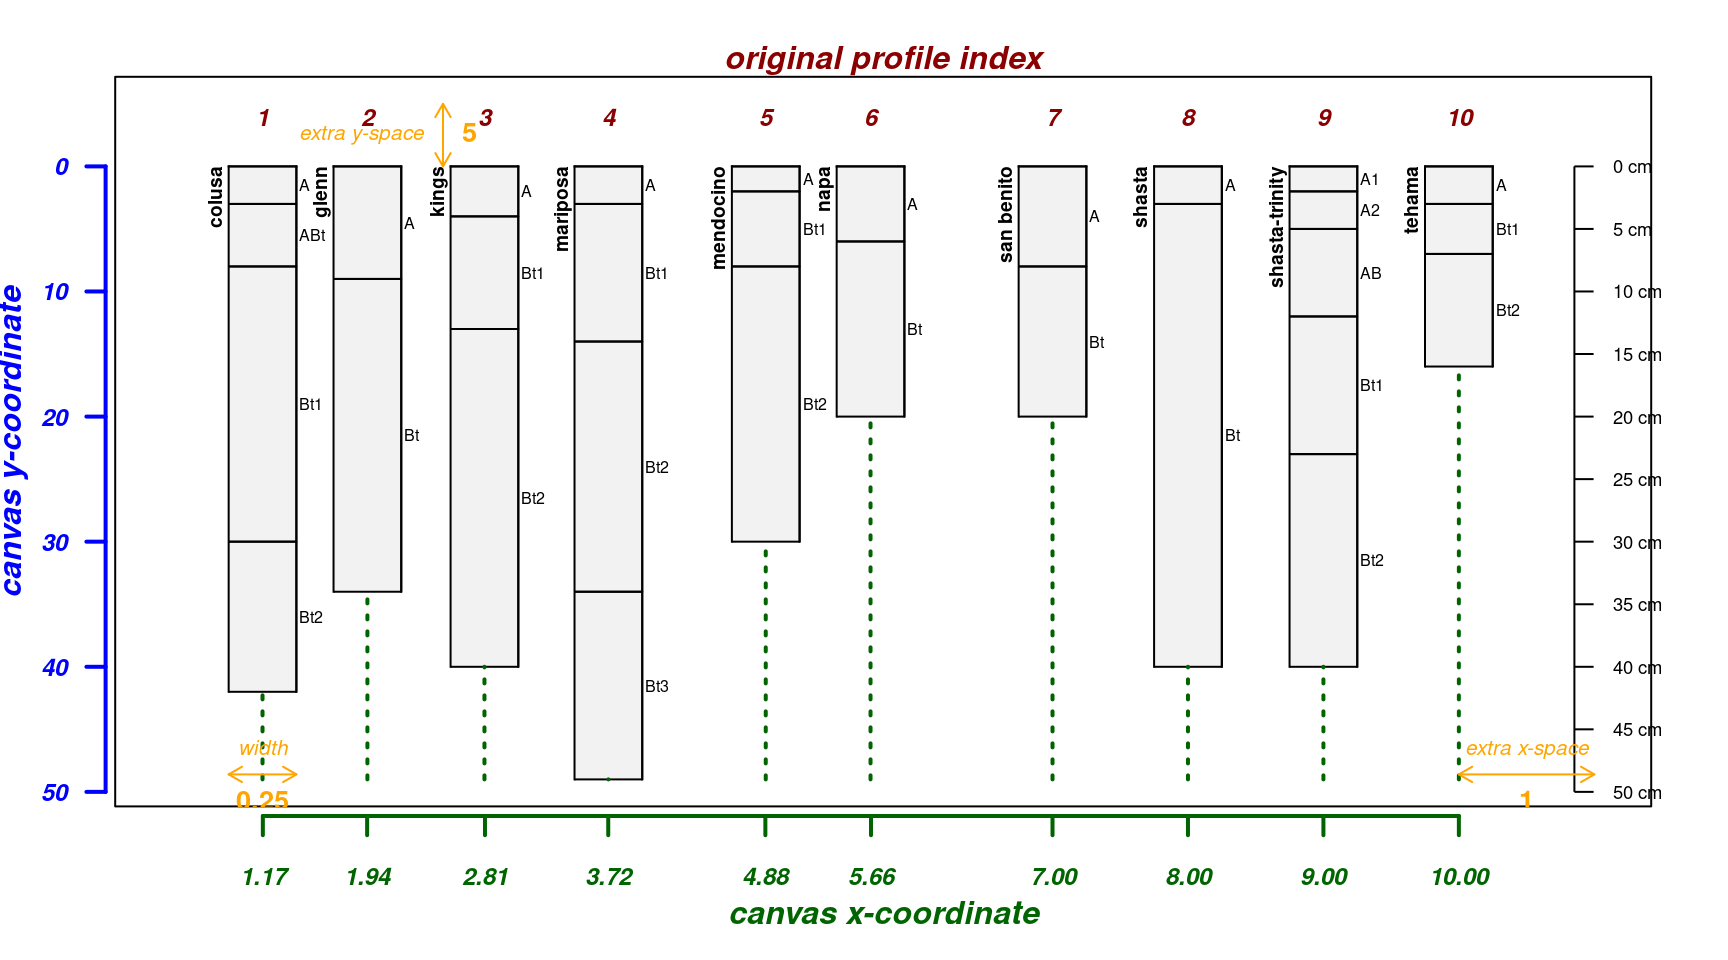 original profile index
1 2 3 4 5 6 7 8 9 10
extra y-space 5
canvas y-coordinate
0
10
20
30
40
50
colusa
A
ABt
Bt1
Bt2
glenn
A
Bt
kings
A
Bt1
Bt2
mariposa
A
Bt1
Bt2
Bt3
mendocino
A
Bt1
Bt2
napa
A
Bt
san benito
A
Bt
shasta
A
Bt
shasta-trinity
A1
A2
AB
Bt1
Bt2
tehama
A
Bt1
Bt2
0 cm
5 cm
10 cm
15 cm
20 cm
25 cm
30 cm
35 cm
40 cm
45 cm
50 cm
width
0.25
extra x-space
1
1.17 1.94 2.81 3.72 4.88 5.66 7.00 8.00 9.00 10.00
canvas x-coordinate